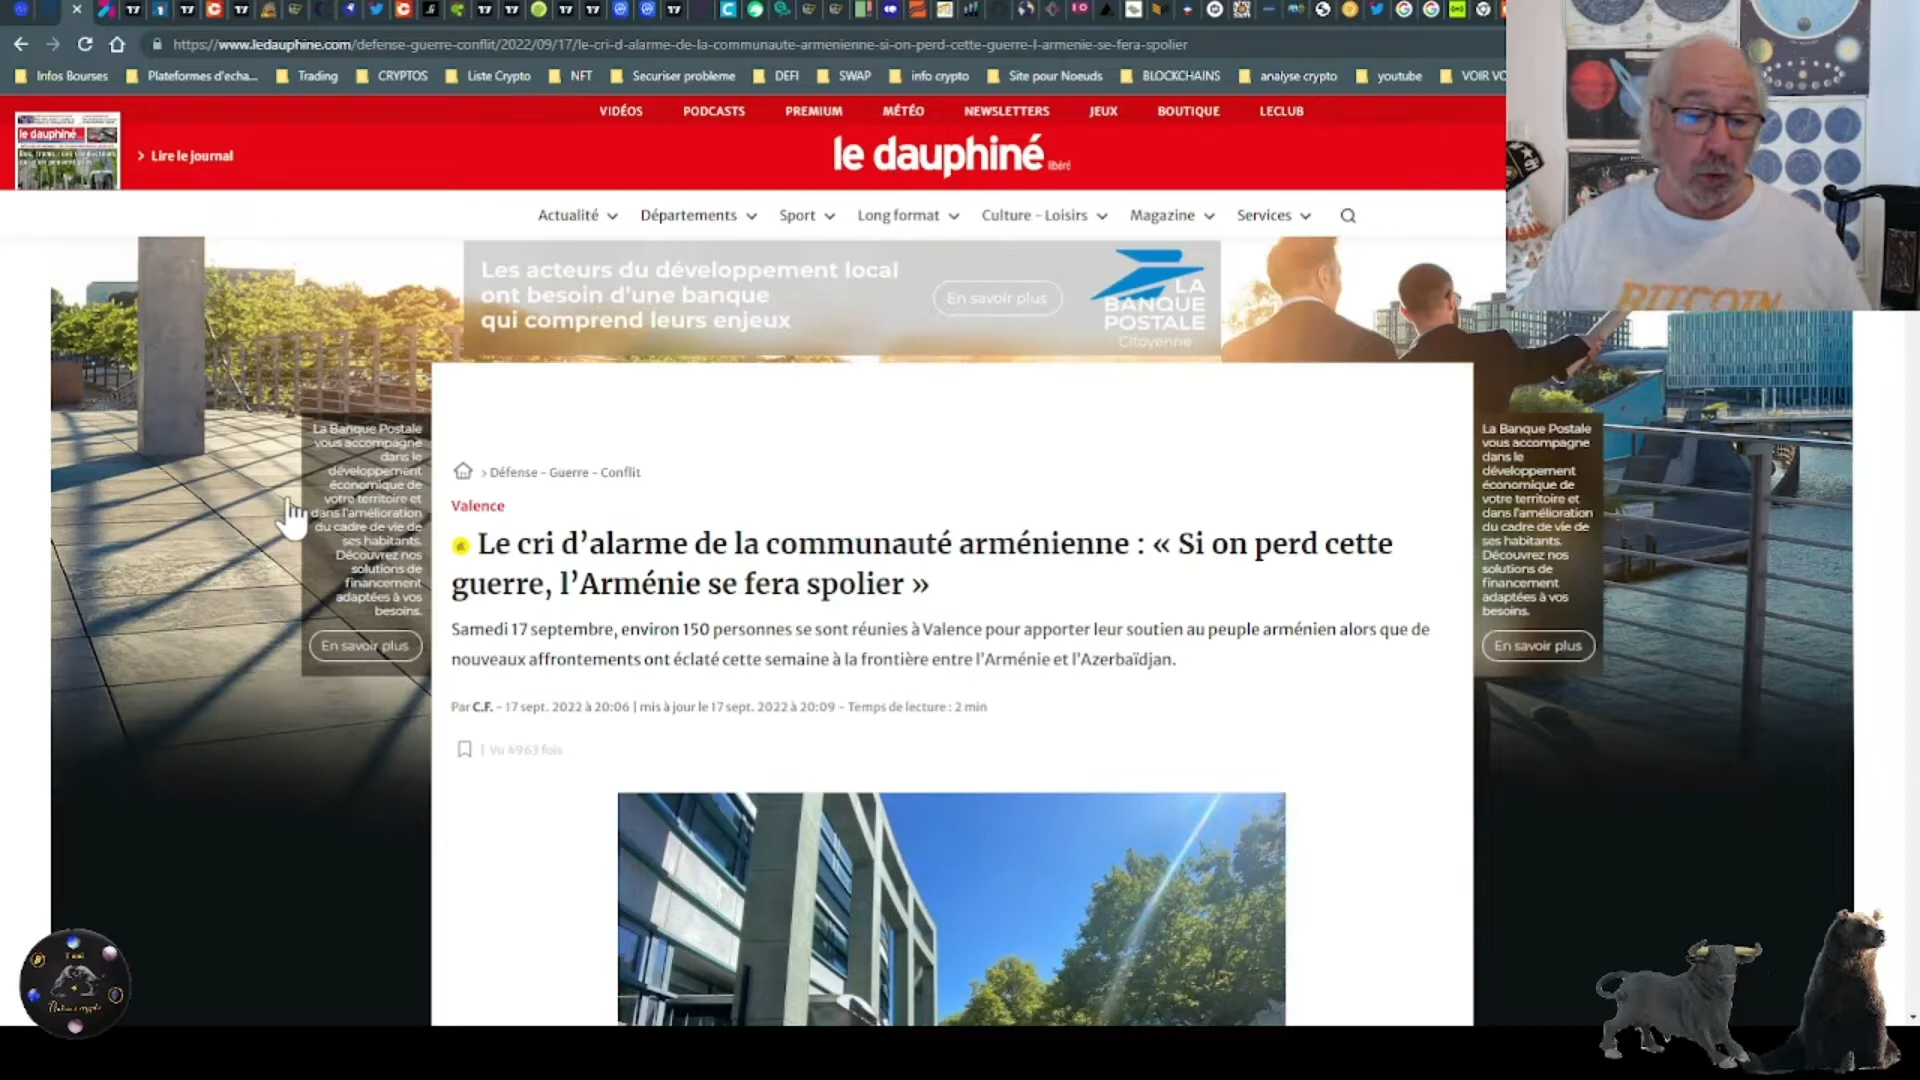 https://www.ledauphine.com/defense-guerre-conflit/2022/09/17/le-cri-d-alarme-de-la-communaute-armenienne-si-on-perd-cette-guerre-l-armenie-se-fera-spolier
Infos Bourses Plateformes d'echa... Trading CRYPTOS Liste Crypto NFT Securiser probleme DEFI SWAP info crypto Site pour Noeuds BLOCKCHAINS analyse crypto youtube VOIR VO
VIDÉOS PODCASTS PREMIUM MÉTÉO NEWSLETTERS JEUX BOUTIQUE LECLUB
le dauphiné
> Lire le journal
le dauphiné libéré
Actualité Départements Sport Long format Culture - Loisirs Magazine Services
Les acteurs du développement local
ont besoin d'une banque
qui comprend leurs enjeux
En savoir plus
LA
BANQUE
POSTALE
Citoyenne
BITCOIN
La Banque Postale
vous accompagne
dans le
développement
économique de
votre territoire et
dans l'amélioration
du cadre de vie de
ses habitants.
Découvrez nos
solutions de
financement
adaptées à vos
besoins.
En savoir plus
> Défense - Guerre - Conflit
Valence
Le cri d'alarme de la communauté arménienne : « Si on perd cette
guerre, l'Arménie se fera spolier »
Samedi 17 septembre, environ 150 personnes se sont réunies à Valence pour apporter leur soutien au peuple arménien alors que de
nouveaux affrontements ont éclaté cette semaine à la frontière entre l'Arménie et l'Azerbaïdjan.
Par C.F. - 17 sept. 2022 à 20:06 | mis à jour le 17 sept. 2022 à 20:09 - Temps de lecture : 2 min
| Vu 4963 fois
La Banque Postale
vous accompagne
dans le
développement
économique de
votre territoire et
dans l'amélioration
du cadre de vie de
ses habitants.
Découvrez nos
solutions de
financement
adaptées à vos
besoins.
En savoir plus